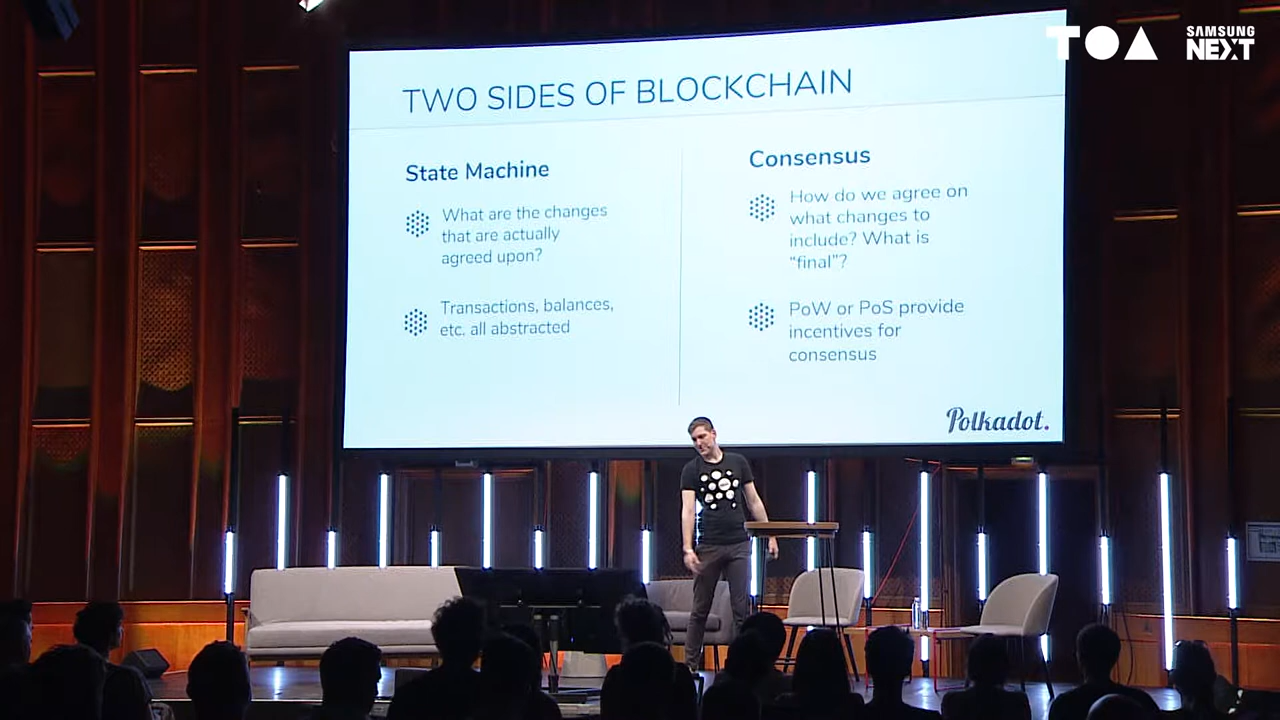 TOA
SAMSUNG
NEXT
TWO SIDES OF BLOCKCHAIN
State Machine
What are the changes
that are actually
agreed upon?
Transactions, balances,
etc. all abstracted
Consensus
How do we agree on
what changes to
include? What is
“final”?
PoW or PoS provide
incentives for
consensus
Polkadot.